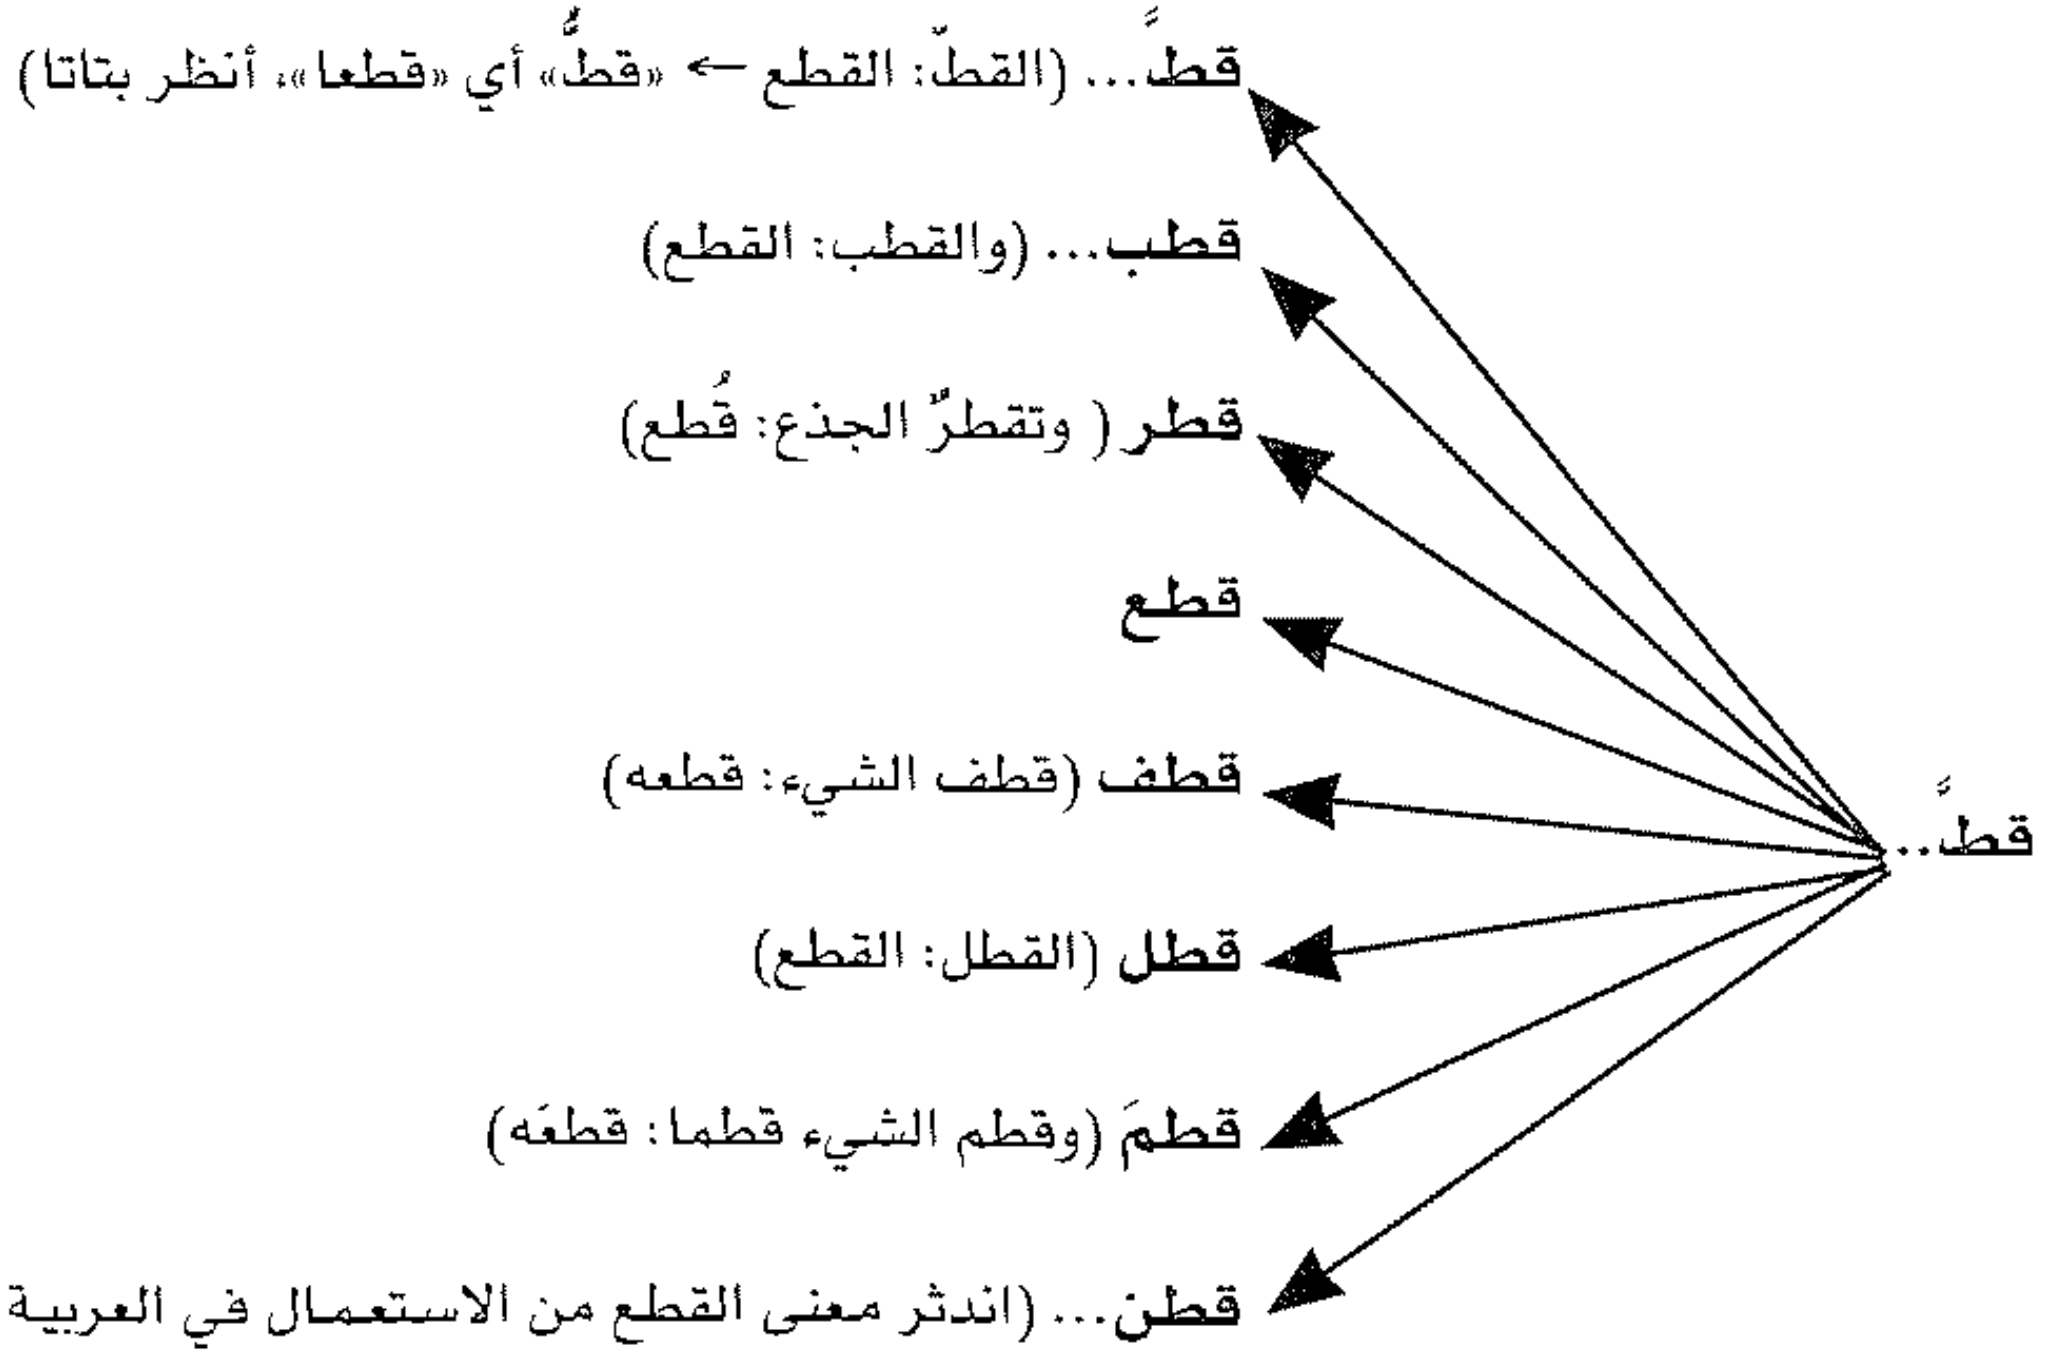 قطً... (القطّ: القطع ← «قطُّ» أي «قطعا»، أنظر بتاتا)
قطب... (والقطب: القطع)
قطر ( وتقطرّ الجذع: قُطع)
قطع
قطف (قطف الشيء: قطعه)
قطً..
قطل (القطل: القطع)
قطمَ (وقطم الشيء قطما: قطعَه)
قطن... (اندثر معنى القطع من الاستعمال في العربية